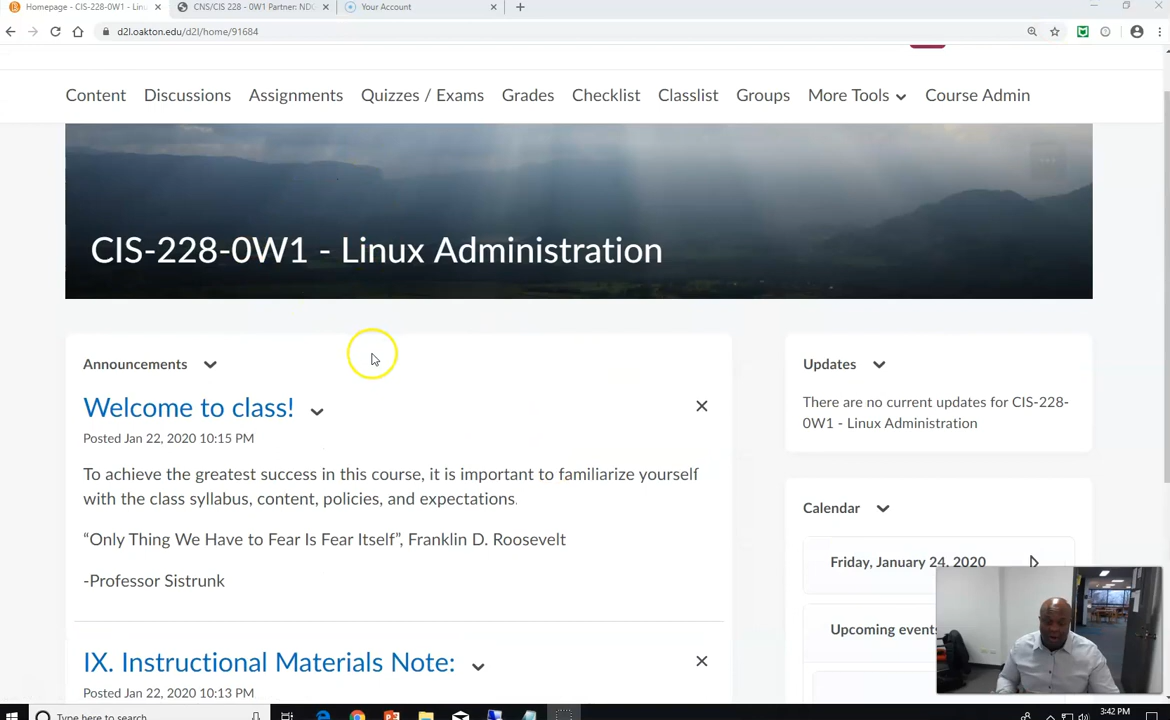 Homepage - CIS-228-0W1 - Linu
CNS/CIS 228 - 0W1 Partner: NDG
Your Account
d2l.oakton.edu/d2l/home/91684
Content Discussions Assignments Quizzes / Exams Grades Checklist Classlist Groups More Tools Course Admin
CIS-228-0W1 - Linux Administration
Announcements
Welcome to class!
Posted Jan 22, 2020 10:15 PM
To achieve the greatest success in this course, it is important to familiarize yourself
with the class syllabus, content, policies, and expectations.
“Only Thing We Have to Fear Is Fear Itself”, Franklin D. Roosevelt
-Professor Sistrunk
IX. Instructional Materials Note:
Posted Jan 22, 2020 10:13 PM
Updates
There are no current updates for CIS-228-
0W1 - Linux Administration
Calendar
Friday, January 24, 2020
Upcoming events
Type here to search
3:42 PM